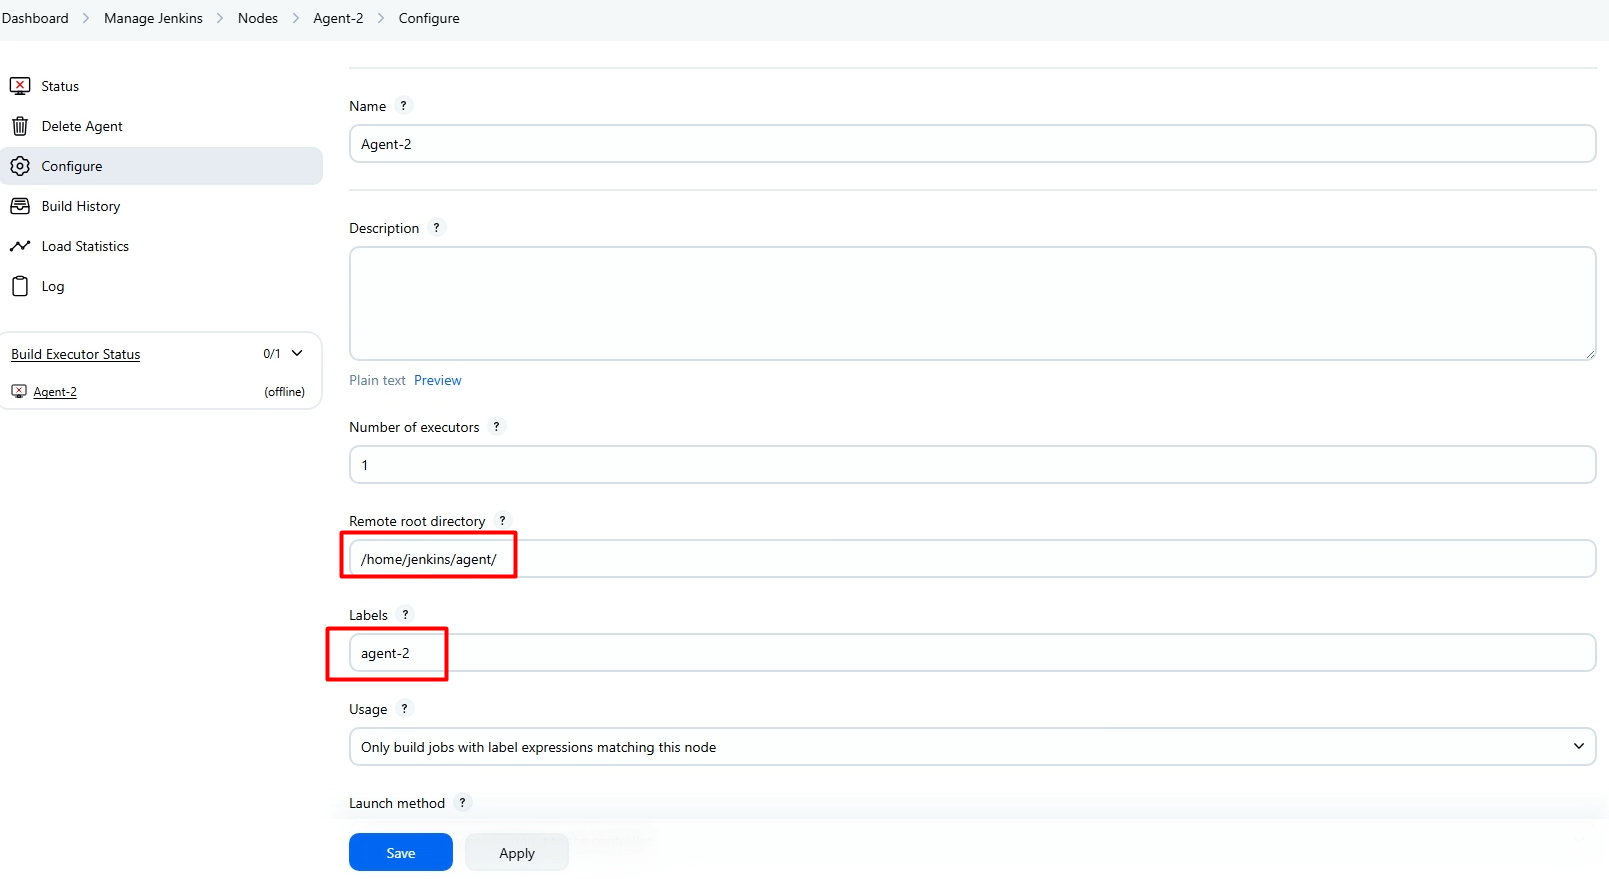 Dashboard > Manage Jenkins > Nodes > Agent-2 > Configure
Status
Delete Agent
Configure
Build History
Load Statistics
Log
Build Executor Status 0/1
Agent-2 (offline)
Name ?
Agent-2
Description ?
Plain text Preview
Number of executors ?
1
Remote root directory ?
/home/jenkins/agent/
Labels ?
agent-2
Usage ?
Only build jobs with label expressions matching this node
Launch method ?
Save Apply